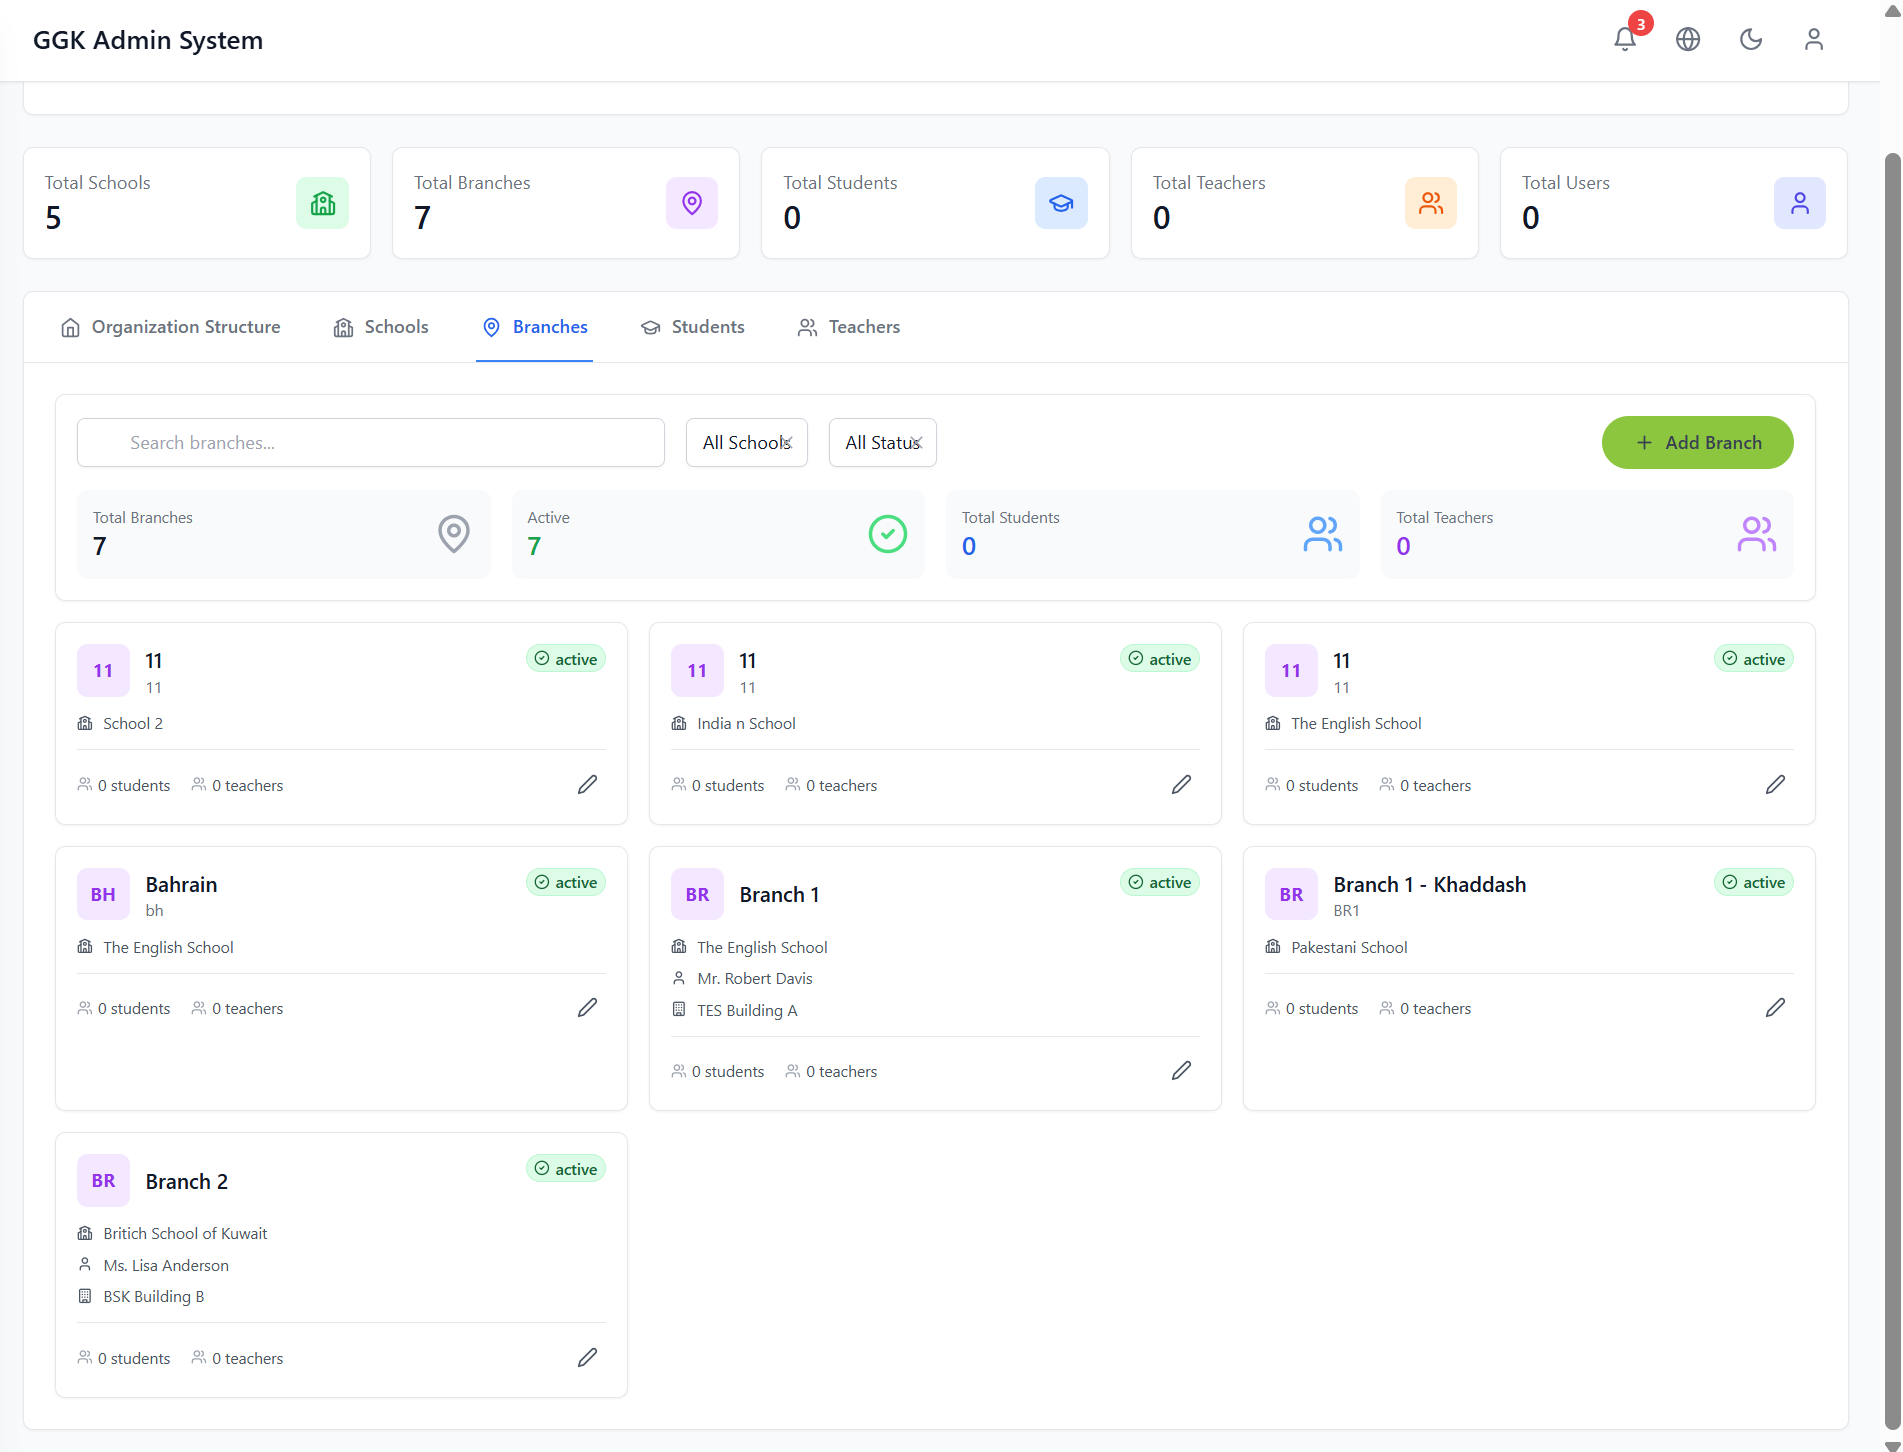 GGK Admin System
3
Total Schools
5
Total Branches
7
Total Students
0
Total Teachers
0
Total Users
0
Organization Structure
Schools
Branches
Students
Teachers
Search branches...
All Schools
All Status
Add Branch
Total Branches
7
Active
7
Total Students
0
Total Teachers
0
11
11
active
11
School 2
0 students
0 teachers
11
11
active
11
India n School
0 students
0 teachers
11
11
active
11
The English School
0 students
0 teachers
BH
Bahrain
active
bh
The English School
0 students
0 teachers
BR
Branch 1
active
The English School
Mr. Robert Davis
TES Building A
0 students
0 teachers
BR
Branch 1 - Khaddash
active
BR1
Pakestani School
0 students
0 teachers
BR
Branch 2
active
Britich School of Kuwait
Ms. Lisa Anderson
BSK Building B
0 students
0 teachers